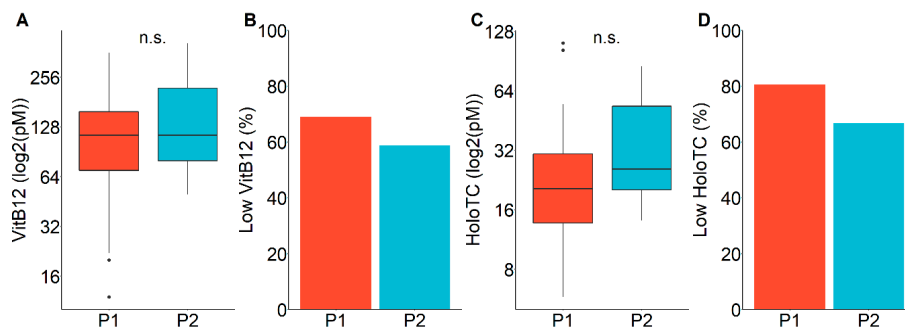 A
VitB12 (log2(pM))
256
128
64
32
16
n.s.
P1 P2
B
Low VitB12 (%)
100
80
60
40
20
0
P1 P2
C
HoloTC (log2(pM))
128
64
32
16
8
n.s.
P1 P2
D
Low HoloTC (%)
100
80
60
40
20
0
P1 P2